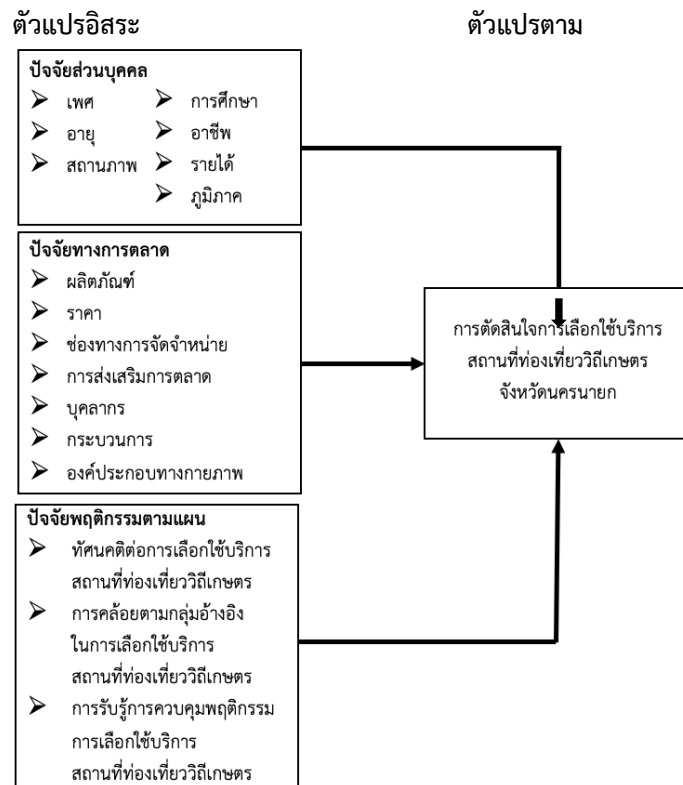 ตัวแปรอิสระ
ตัวแปรตาม
ปัจจัยส่วนบุคคล
เพศ
อายุ
สถานภาพ
การศึกษา
อาชีพ
รายได้
ภูมิภาค
ปัจจัยทางการตลาด
ผลิตภัณฑ์
ราคา
ช่องทางการจัดจำหน่าย
การส่งเสริมการตลาด
บุคลากร
กระบวนการ
องค์ประกอบทางกายภาพ
ปัจจัยพฤติกรรมตามแผน
ทัศนคติต่อการเลือกใช้บริการ
สถานที่ท่องเที่ยววิถีเกษตร
การคล้อยตามกลุ่มอ้างอิง
ในการเลือกใช้บริการ
สถานที่ท่องเที่ยววิถีเกษตร
การรับรู้การควบคุมพฤติกรรม
การเลือกใช้บริการ
สถานที่ท่องเที่ยววิถีเกษตร
การตัดสินใจการเลือกใช้บริการ
สถานที่ท่องเที่ยววิถีเกษตร
จังหวัดนครนายก